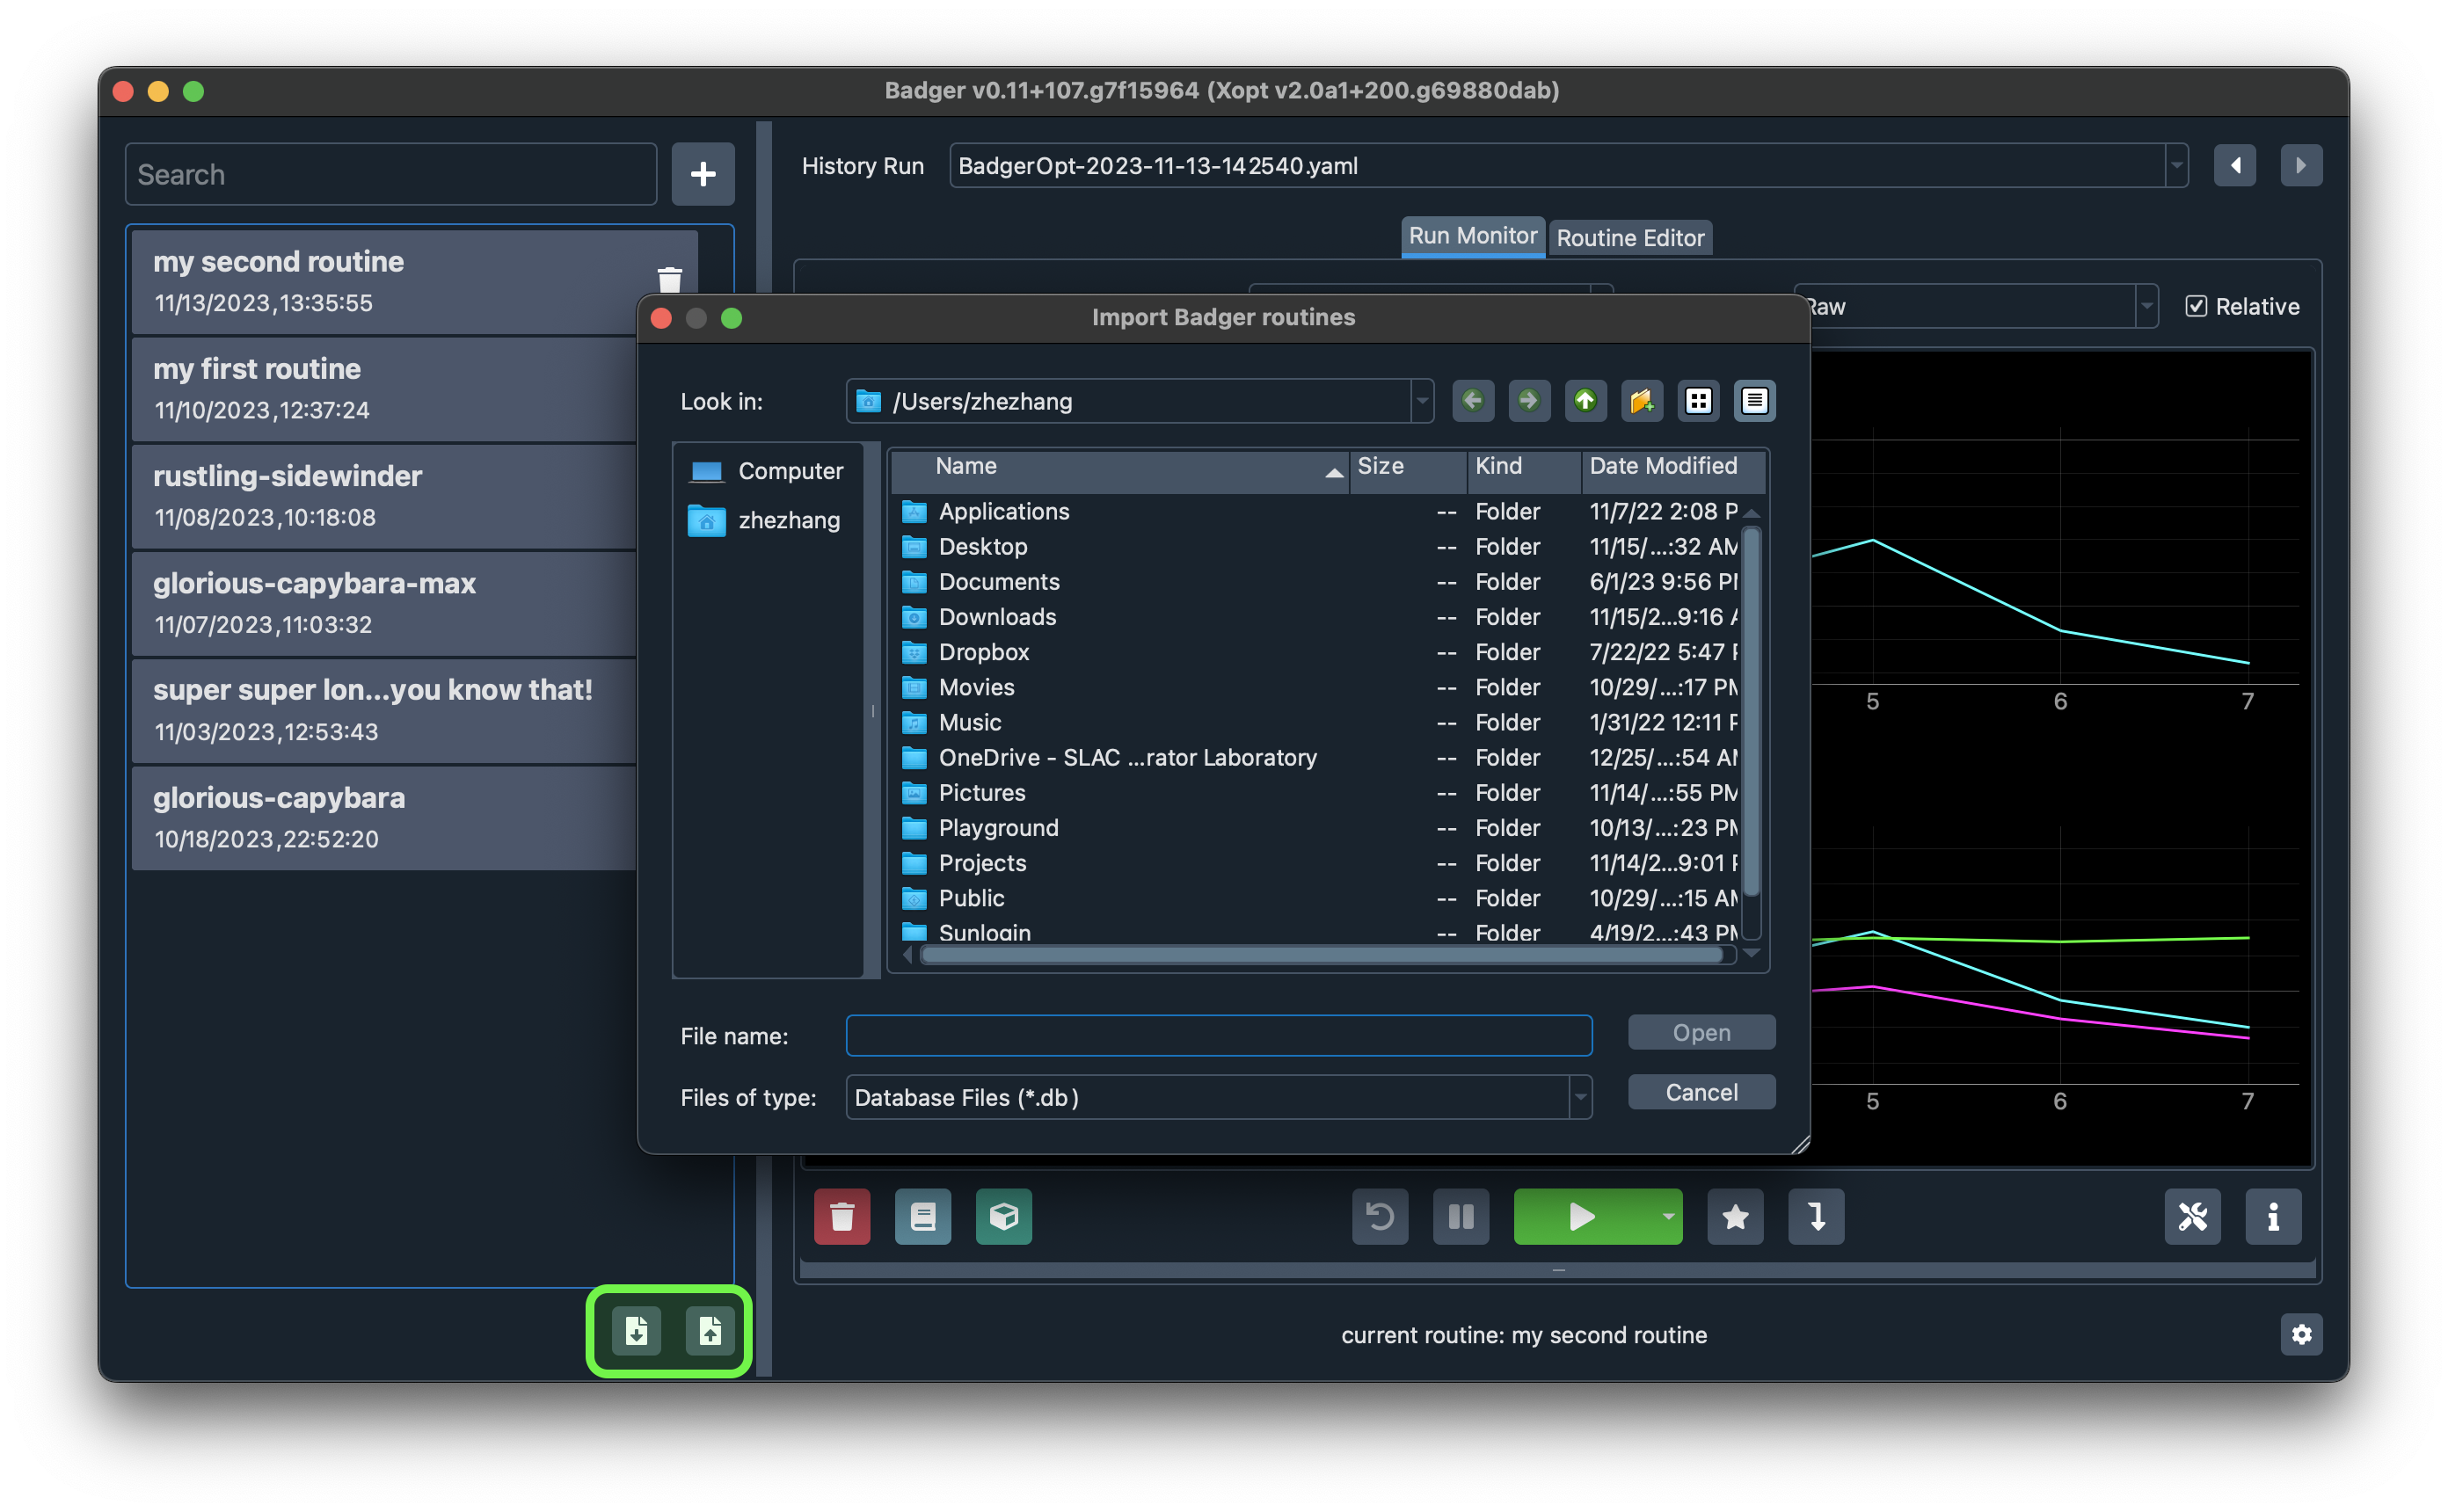 Badger v0.11+107.g7f15964 (Xopt v2.0a1+200.g69880dab)
Search
my second routine
11/13/2023,13:35:55
my first routine
11/10/2023,12:37:24
rustling-sidewinder
11/08/2023,10:18:08
glorious-capybara-max
11/07/2023,11:03:32
super super lon...you know that!
11/03/2023,12:53:43
glorious-capybara
10/18/2023,22:52:20
History Run BadgerOpt-2023-11-13-142540.yaml
Run Monitor Routine Editor
Raw Relative
Import Badger routines
Look in: /Users/zhezhang
Computer
zhezhang
Name Size Kind Date Modified
Applications -- Folder 11/7/22 2:08 P
Desktop -- Folder 11/15/...:32 AM
Documents -- Folder 6/1/23 9:56 PM
Downloads -- Folder 11/15/2...9:16 A
Dropbox -- Folder 7/22/22 5:47 P
Movies -- Folder 10/29/...:17 PM
Music -- Folder 1/31/22 12:11 P
OneDrive - SLAC ...rator Laboratory -- Folder 12/25/...:54 AM
Pictures -- Folder 11/14/...:55 PM
Playground -- Folder 10/13/...:23 PM
Projects -- Folder 11/14/2...9:01 P
Public -- Folder 10/29/...:15 AM
Sunlogin -- Folder 4/19/2...:43 PM
File name: Open
Files of type: Database Files (*.db) Cancel
5 6 7
5 6 7
current routine: my second routine